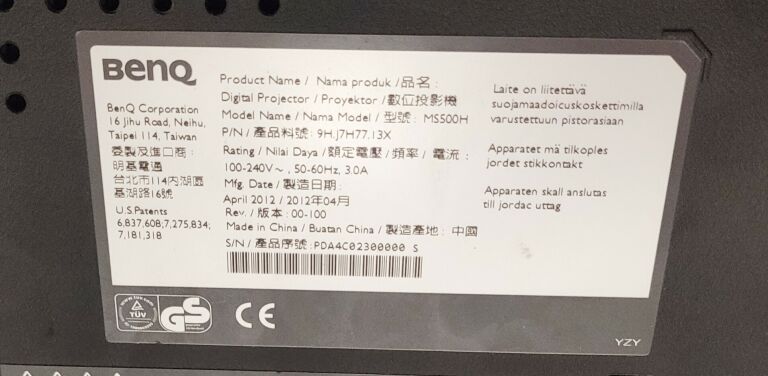 BenQ
BenQ Corporation
16 Jihu Road, Neihu,
Taipei 114, Taiwan
委製及進口商:
明基電通
台北市114內湖區
基湖路16號
U.S.Patents
6,837,608;7,275,834;
7,181,318
Product Name / Nama produk /品名:
Digital Projector / Proyektor / 數位投影機
Model Name / Nama Model / 型號: MS500H
P/N / 產品料號: 9H.J7H77.13X
Rating / Nilai Daya / 額定電壓 / 頻率 / 電流:
100-240V~, 50-60Hz, 3.0A
Mfg. Date / 製造日期:
April 2012 / 2012年04月
Rev. / 版本: 00-100
Made in China / Buatan China / 製造產地: 中國
S/N / 產品序號: PDA4C02300000 S
Laite on liitettävä
suojamaadoicuskoskettimilla
varustettuun pistorasiaan
Apparatet må tilkoples
jordet stikkontakt
Apparaten skall anslutas
till jordac uttag
TÜV
GS
CE
YZY